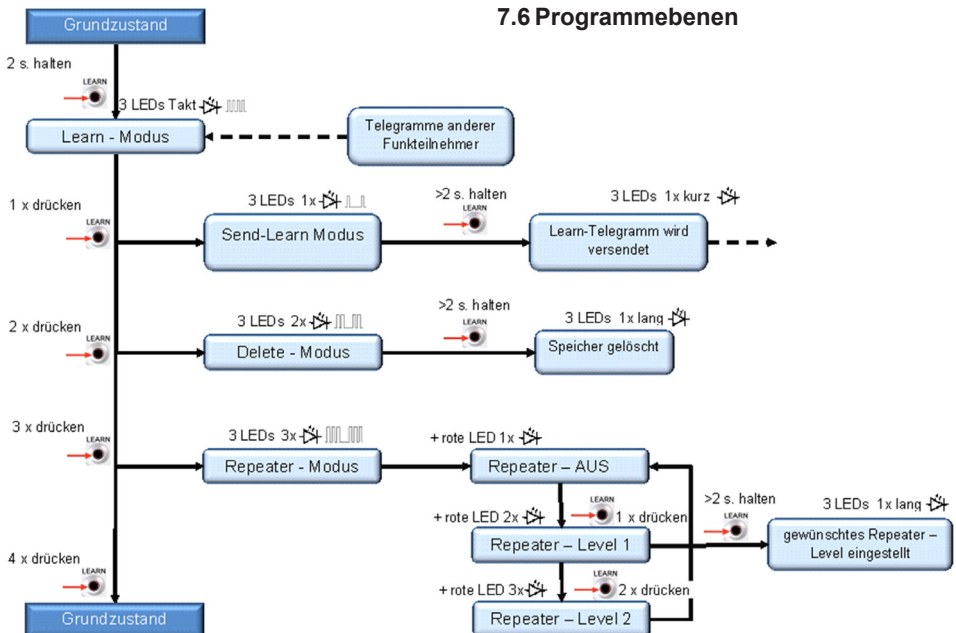 7.6 Programmebenen
Grundzustand
2 s. halten
LEARN
3 LEDs Takt
Learn - Modus
Telegramme anderer
Funkteilnehmer
1 x drücken
LEARN
3 LEDs 1x
Send-Learn Modus
>2 s. halten
LEARN
3 LEDs 1x kurz
Learn-Telegramm wird
versendet
2 x drücken
LEARN
3 LEDs 2x
Delete - Modus
>2 s. halten
LEARN
3 LEDs 1x lang
Speicher gelöscht
3 x drücken
LEARN
3 LEDs 3x
Repeater - Modus
+ rote LED 1x
Repeater – AUS
LEARN
1 x drücken
+ rote LED 2x
Repeater – Level 1
>2 s. halten
LEARN
3 LEDs 1x lang
gewünschtes Repeater –
Level eingestellt
LEARN
2 x drücken
+ rote LED 3x
Repeater – Level 2
4 x drücken
LEARN
Grundzustand